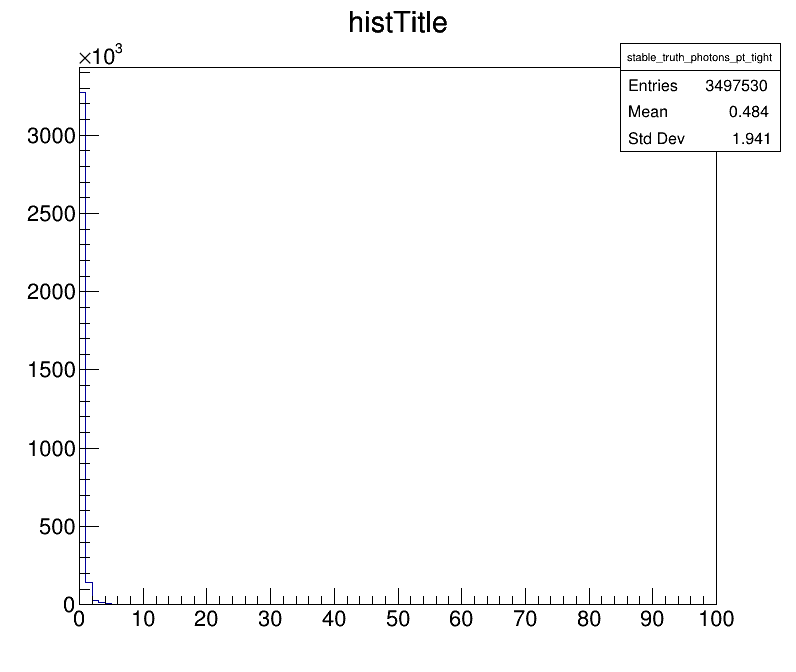 histTitle
×10³
stable_truth_photons_pt_tight
Entries 3497530
Mean 0.484
Std Dev 1.941
3000
2500
2000
1500
1000
500
0
0 10 20 30 40 50 60 70 80 90 100